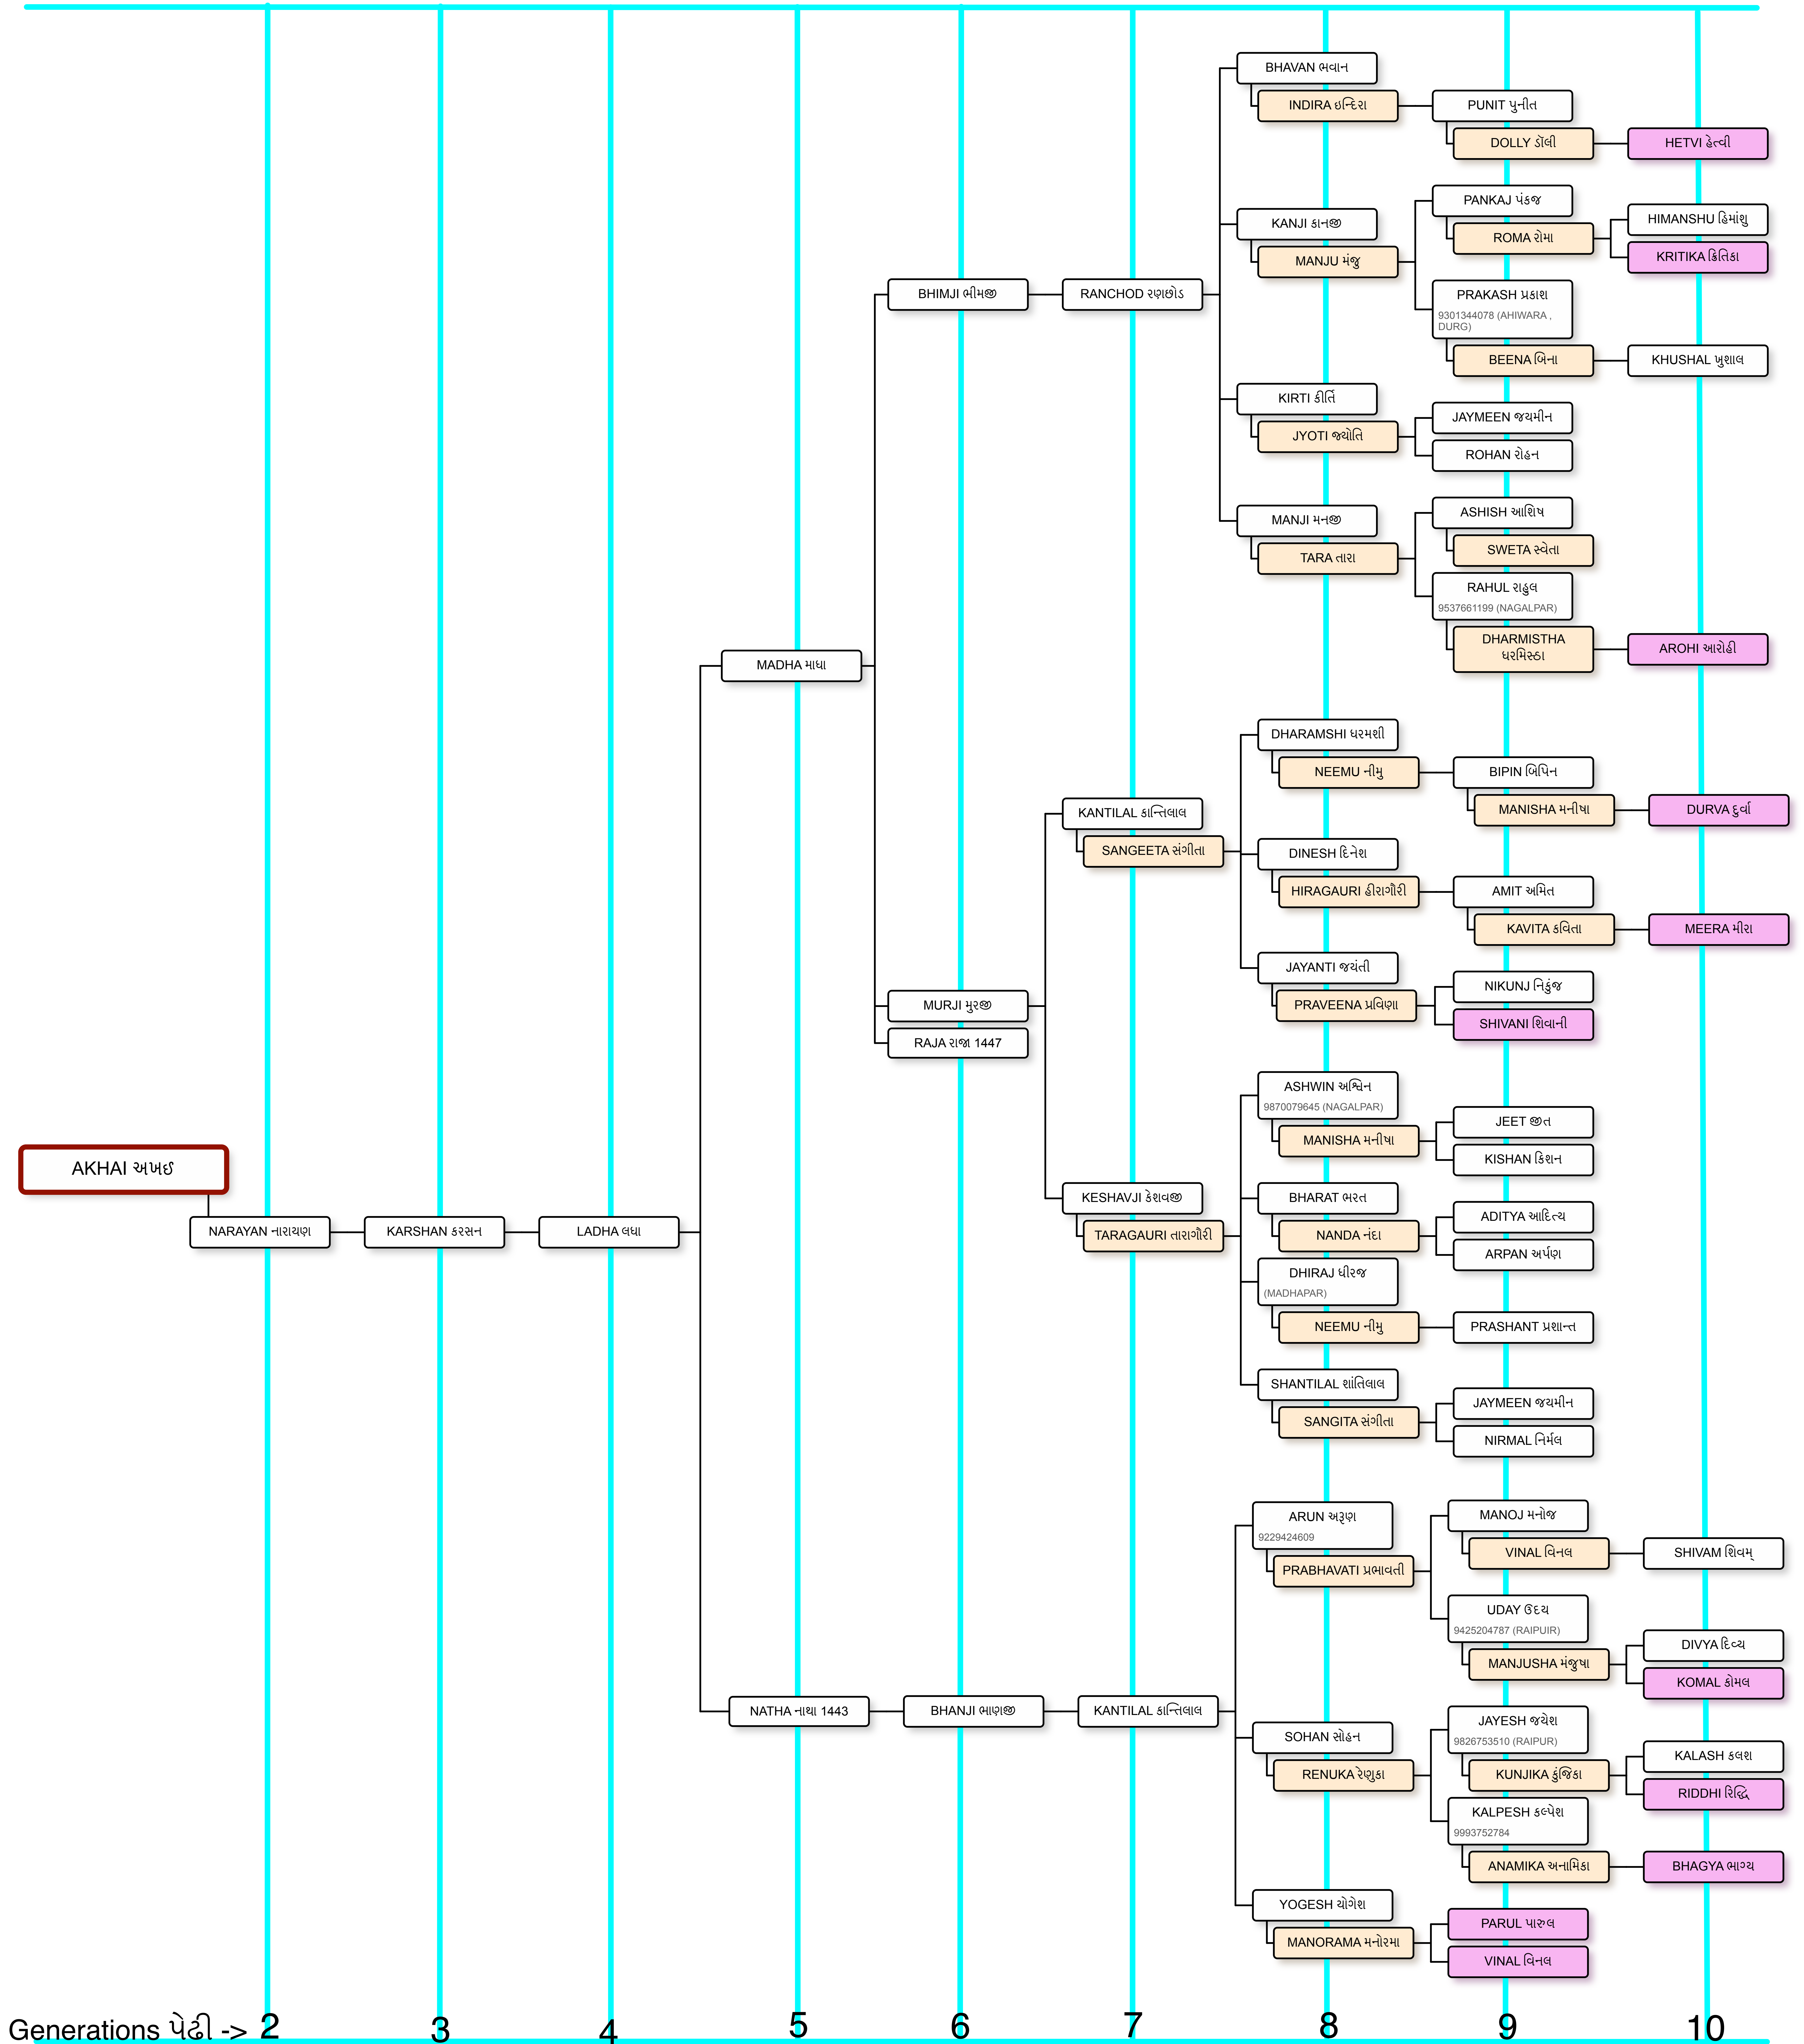 BHAVAN ભવાન
INDIRA ઇન્દિરા
PUNIT પુનીત
DOLLY ડૉલી
HETVI હેત્વી
KANJI કાનજી
MANJU મંજુ
PANKAJ પંકજ
ROMA રોમા
HIMANSHU હિમાંશુ
KRITIKA ક્રિતિકા
PRAKASH પ્રકાશ
9301344078 (AHIWARA ,
DURG)
BEENA બિના
KHUSHAL ખુશાલ
BHIMJI ભીમજી
RANCHOD રણછોડ
KIRTI કીર્તિ
JYOTI જ્યોતિ
JAYMEEN જયમીન
ROHAN રોહન
MANJI મનજી
TARA તારા
ASHISH આશિષ
SWETA સ્વેતા
RAHUL રાહુલ
9537661199 (NAGALPAR)
DHARMISTHA
ધરમિસ્ઠા
AROHI આરોહી
MADHA માધા
DHARAMSHI ધરમશી
NEEMU નીમુ
BIPIN બિપિન
MANISHA મનીષા
DURVA દુર્વા
KANTILAL કાન્તિલાલ
SANGEETA સંગીતા
DINESH દિનેશ
HIRAGAURI હીરાગૌરી
AMIT અમિત
KAVITA કવિતા
MEERA મીરા
JAYANTI જયંતી
PRAVEENA પ્રવિણા
NIKUNJ નિકુંજ
SHIVANI શિવાની
MURJI મુરજી
RAJA રાજા 1447
ASHWIN અશ્વિન
9870079645 (NAGALPAR)
MANISHA મનીષા
JEET જીત
KISHAN કિશન
AKHAI અખઈ
NARAYAN નારાયણ
KARSHAN કરસન
LADHA લધા
KESHAVJI કેશવજી
TARAGAURI તારાગૌરી
BHARAT ભરત
NANDA નંદા
ADITYA આદિત્ય
ARPAN અર્પણ
DHIRAJ ધીરજ
(MADHAPAR)
NEEMU નીમુ
PRASHANT પ્રશાન્ત
SHANTILAL શાંતિલાલ
SANGITA સંગીતા
JAYMEEN જયમીન
NIRMAL નિર્મલ
ARUN અરૂણ
9229424609
PRABHAVATI પ્રભાવતી
MANOJ મનોજ
VINAL વિનલ
SHIVAM શિવમ્
UDAY ઉદય
9425204787 (RAIPUIR)
MANJUSHA મંજુષા
DIVYA દિવ્ય
KOMAL કોમલ
NATHA નાથા 1443
BHANJI ભાણજી
KANTILAL કાન્તિલાલ
SOHAN સોહન
RENUKA રેણુકા
JAYESH જયેશ
9826753510 (RAIPUR)
KUNJIKA કુંજિકા
KALASH કલશ
RIDDHI રિદ્ધિ
KALPESH કલ્પેશ
9993752784
ANAMIKA અનામિકા
BHAGYA ભાગ્ય
YOGESH યોગેશ
MANORAMA મનોરમા
PARUL પારુલ
VINAL વિનલ
Generations પેઢી -> 2 3 4 5 6 7 8 9 10